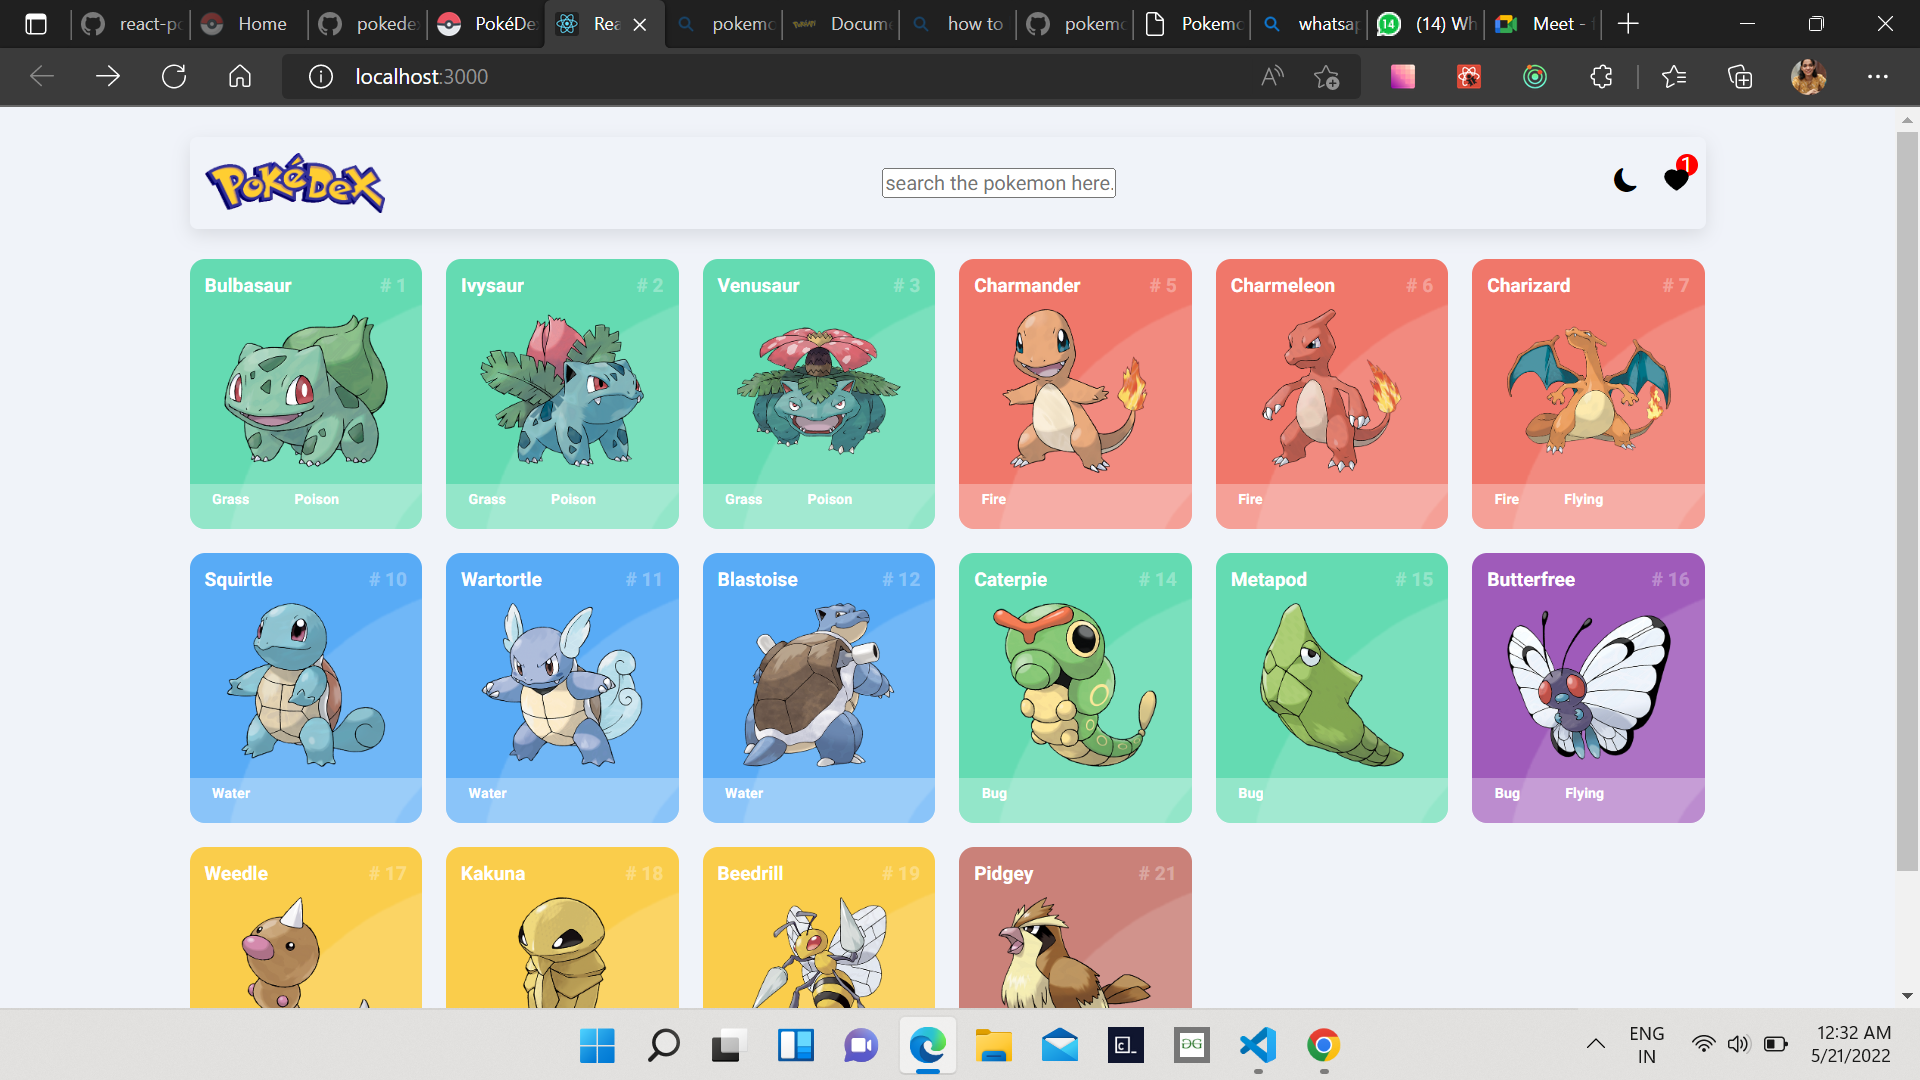 react-po
Home
pokede
PokéDe
Rea
pokemo
Docum
how to
pokemo
Pokemo
whatsap
14
(14) Wh
Meet -
localhost:3000
PoKéDeX
search the pokemon here.
1
Bulbasaur # 1
Grass Poison
Ivysaur # 2
Grass Poison
Venusaur # 3
Grass Poison
Charmander # 5
Fire
Charmeleon # 6
Fire
Charizard # 7
Fire Flying
Squirtle # 10
Water
Wartortle # 11
Water
Blastoise # 12
Water
Caterpie # 14
Bug
Metapod # 15
Bug
Butterfree # 16
Bug Flying
Weedle # 17
Kakuna # 18
Beedrill # 19
Pidgey # 21
ENG
IN
12:32 AM
5/21/2022